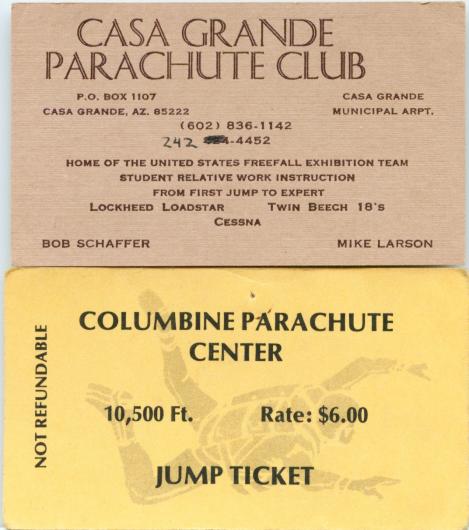 CASA GRANDE
PARACHUTE CLUB
P.O. BOX 1107
CASA GRANDE, AZ. 85222
CASA GRANDE
MUNICIPAL ARPT.
(602) 836-1142
242 4-4452
HOME OF THE UNITED STATES FREEFALL EXHIBITION TEAM
STUDENT RELATIVE WORK INSTRUCTION
FROM FIRST JUMP TO EXPERT
LOCKHEED LOADSTAR TWIN BEECH 18's
CESSNA
BOB SCHAFFER MIKE LARSON
NOT REFUNDABLE
COLUMBINE PARACHUTE
CENTER
10,500 Ft. Rate: $6.00
JUMP TICKET